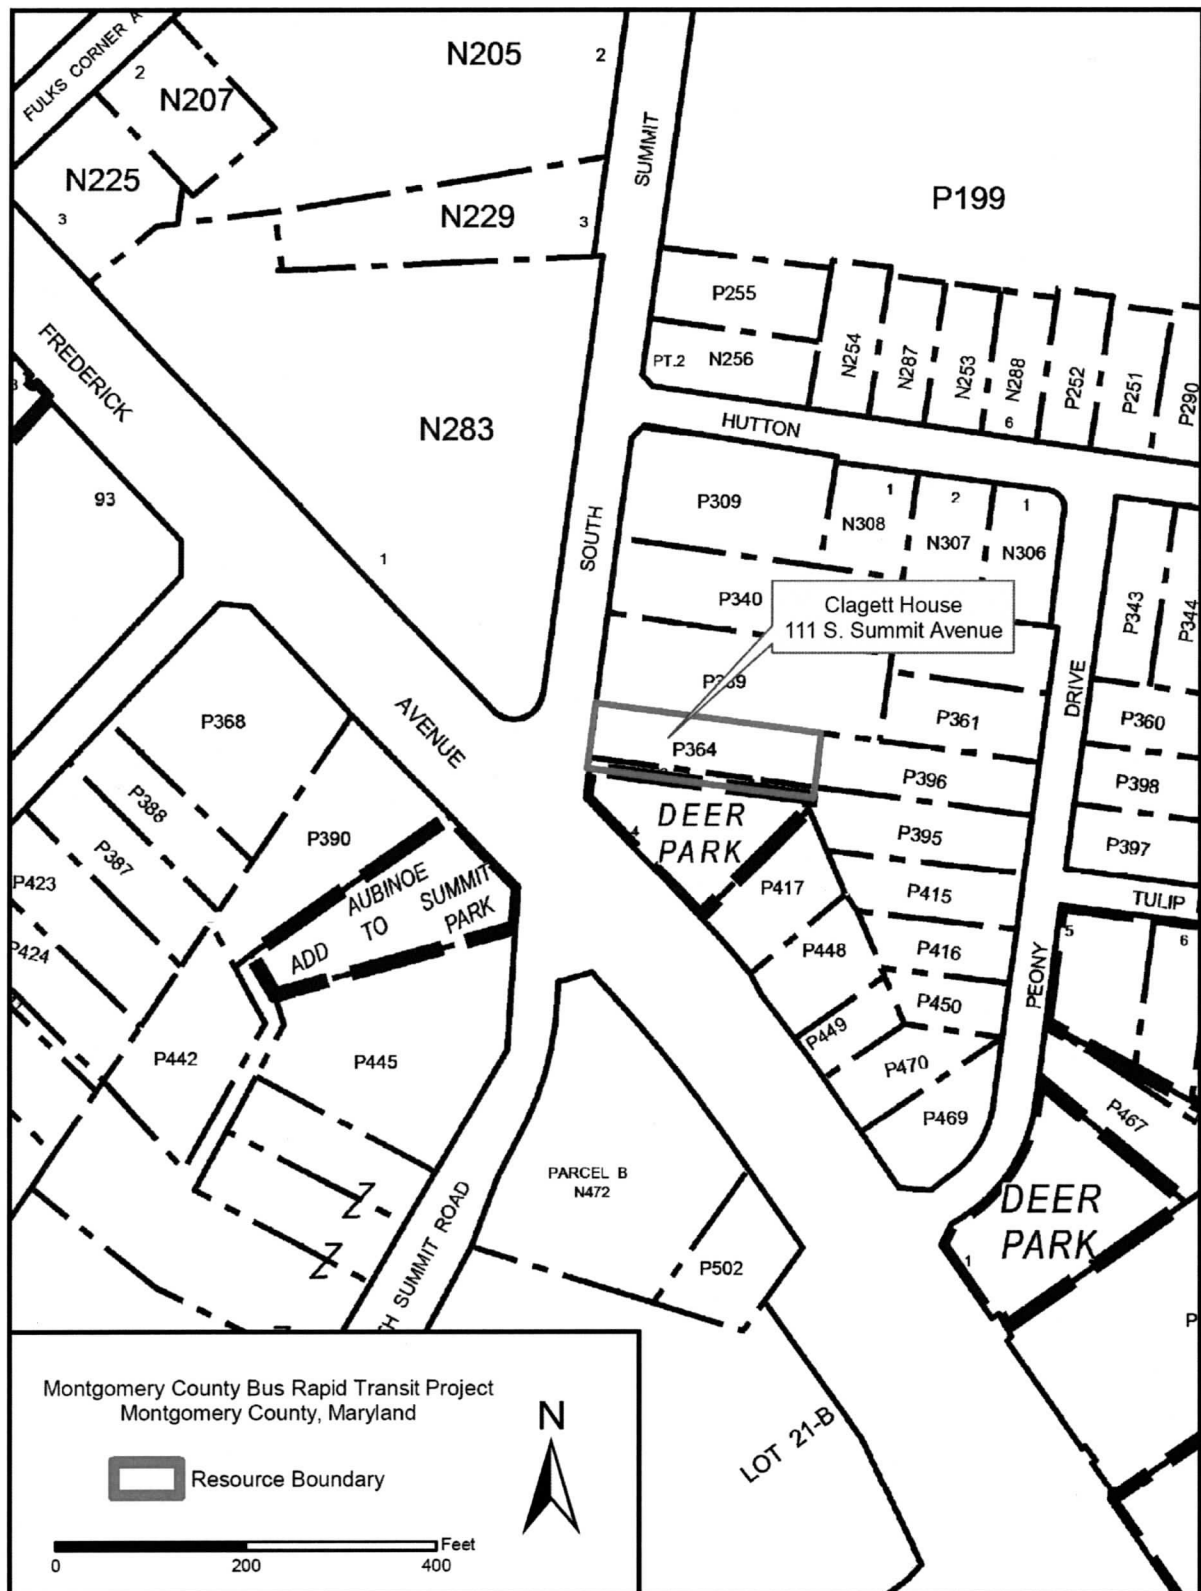 FULKS CORNER A
2
N207
N205
2
SUMMIT
N225
3
N229
3
P199
P255
PT.2
N256
N254
N287
N253
N288
6
P252
P251
P290
FREDERICK
N283
HUTTON
93
1
SOUTH
P309
1
N308
2
N307
1
N306
P340
Clagett House
111 S. Summit Avenue
P343
P344
P368
AVENUE
P361
DRIVE
P360
P364
P388
P396
P398
P387
P390
DEER
PARK
4
P395
P397
P423
AUBINOE
TO SUMMIT
ADD PARK
P417
P415
TULIP
P424
P448
P416
5
6
PEONY
P450
P449
P442
P445
P470
P469
P467
PARCEL B
N472
DEER
PARK
1
Z
Z
P502
TH SUMMIT ROAD
P
LOT 21-B
Montgomery County Bus Rapid Transit Project
Montgomery County, Maryland
N
Resource Boundary
Feet
0 200 400